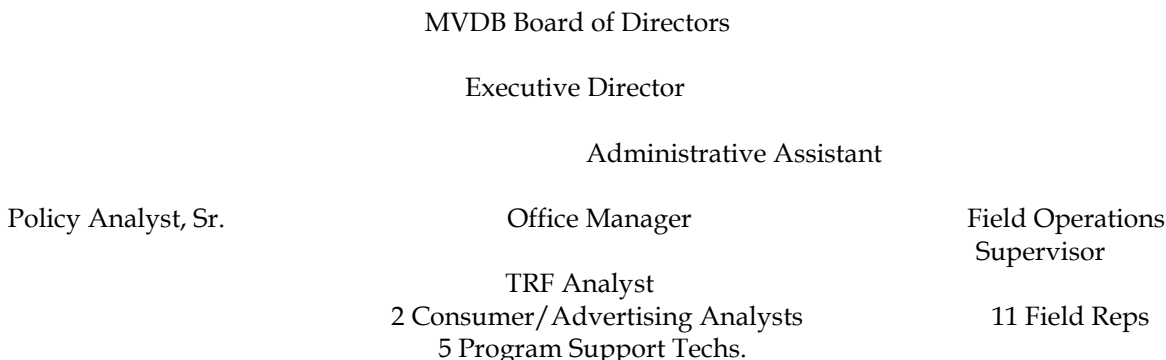 MVDB Board of Directors
Executive Director
Administrative Assistant
Policy Analyst, Sr.
Office Manager
Field Operations
Supervisor
TRF Analyst
2 Consumer/Advertising Analysts
11 Field Reps
5 Program Support Techs.